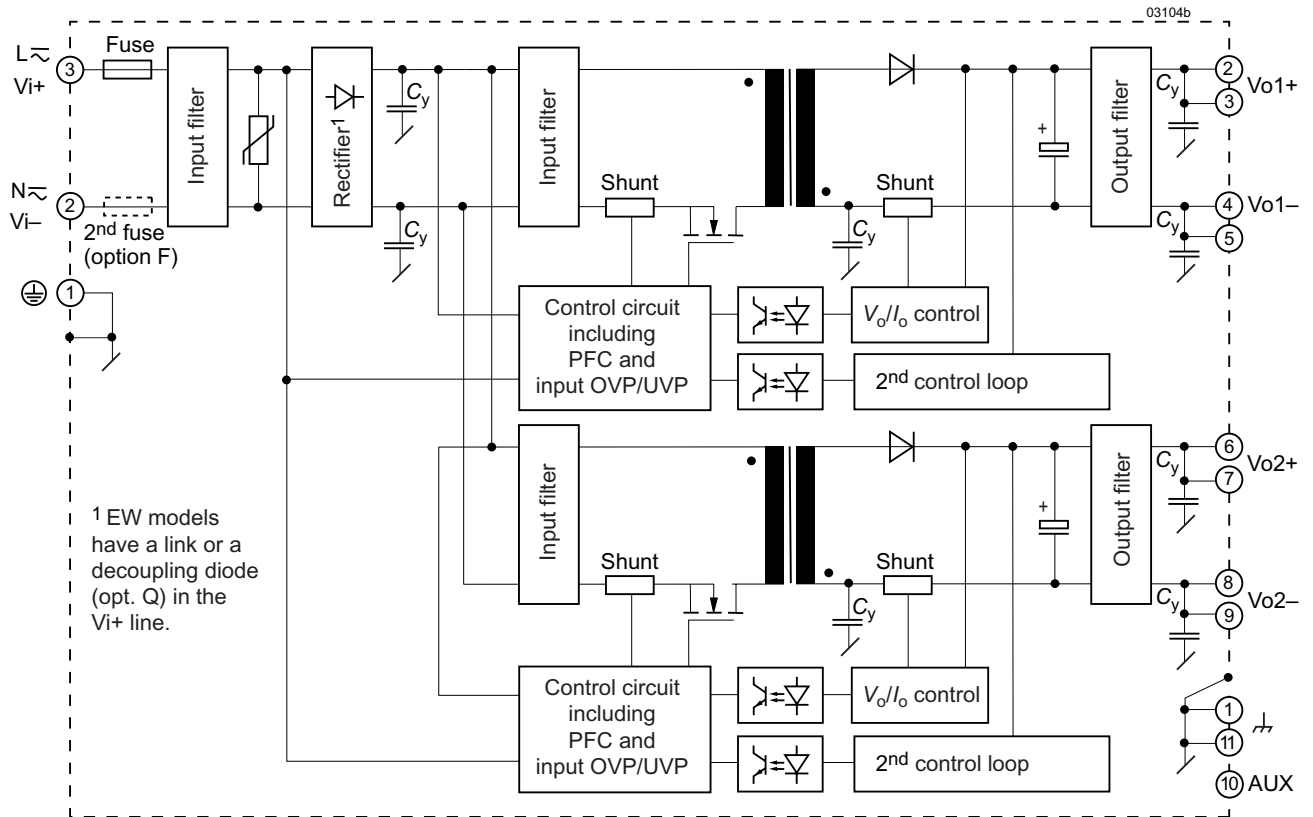 03104b
L
Fuse
3
Vi+
Input filter
Rectifier1
Cy
Input filter
Cy
2
Vo1+
3
Output filter
N
2
Vi–
2nd fuse
(option F)
Cy
Shunt
Shunt
Cy
Cy
4
Vo1–
5
1
Control circuit
including
PFC and
input OVP/UVP
Vo/Io control
2nd control loop
+
Input filter
Cy
6
Vo2+
7
Output filter
1 EW models
have a link or a
decoupling diode
(opt. Q) in the
Vi+ line.
+
Shunt
Shunt
Cy
Cy
8
Vo2–
9
Control circuit
including
PFC and
input OVP/UVP
Vo/Io control
2nd control loop
1
11
10
AUX